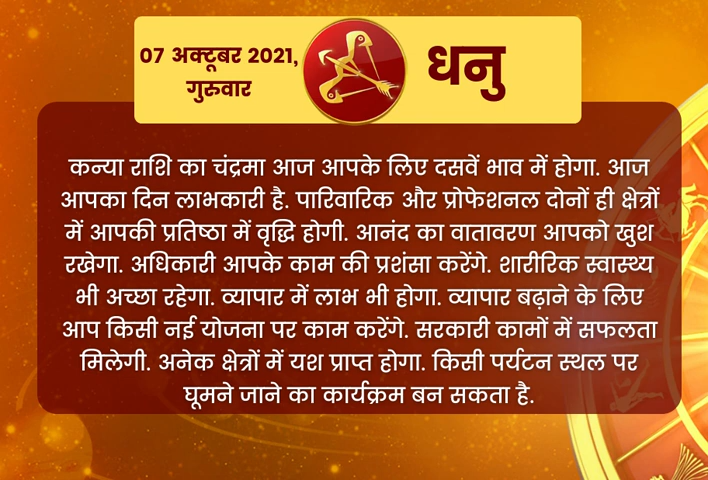 07 अक्टूबर 2021,
गुरुवार
धनु
कन्या राशि का चंद्रमा आज आपके लिए दसवें भाव में होगा. आज
आपका दिन लाभकारी है. पारिवारिक और प्रोफेशनल दोनों ही क्षेत्रों
में आपकी प्रतिष्ठा में वृद्धि होगी. आनंद का वातावरण आपको खुश
रखेगा. अधिकारी आपके काम की प्रशंसा करेंगे. शारीरिक स्वास्थ्य
भी अच्छा रहेगा. व्यापार में लाभ भी होगा. व्यापार बढ़ाने के लिए
आप किसी नई योजना पर काम करेंगे. सरकारी कामों में सफलता
मिलेगी. अनेक क्षेत्रों में यश प्राप्त होगा. किसी पर्यटन स्थल पर
घूमने जाने का कार्यक्रम बन सकता है.